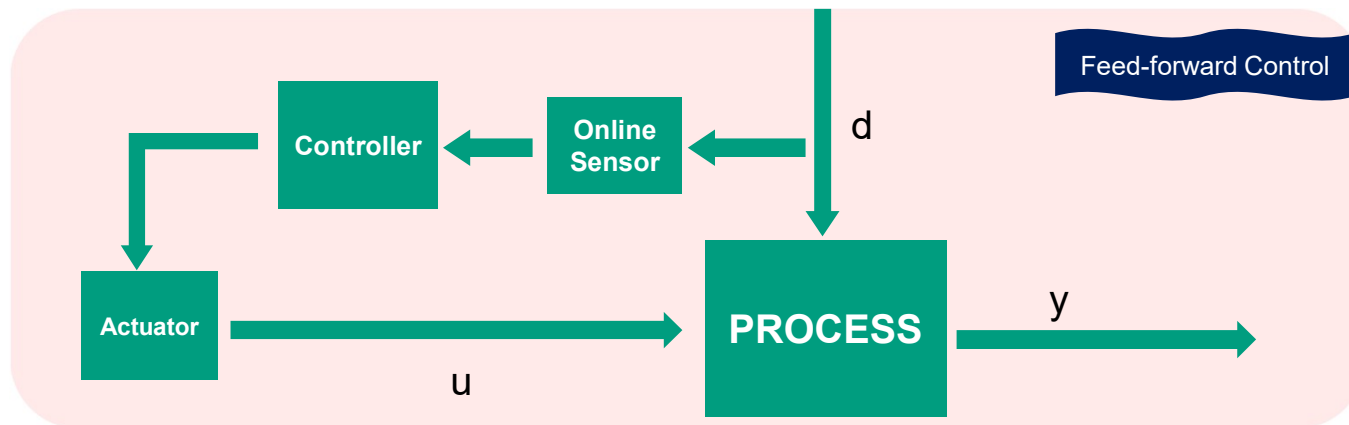 Feed-forward Control
d
Controller
Online
Sensor
Actuator
PROCESS
y
u